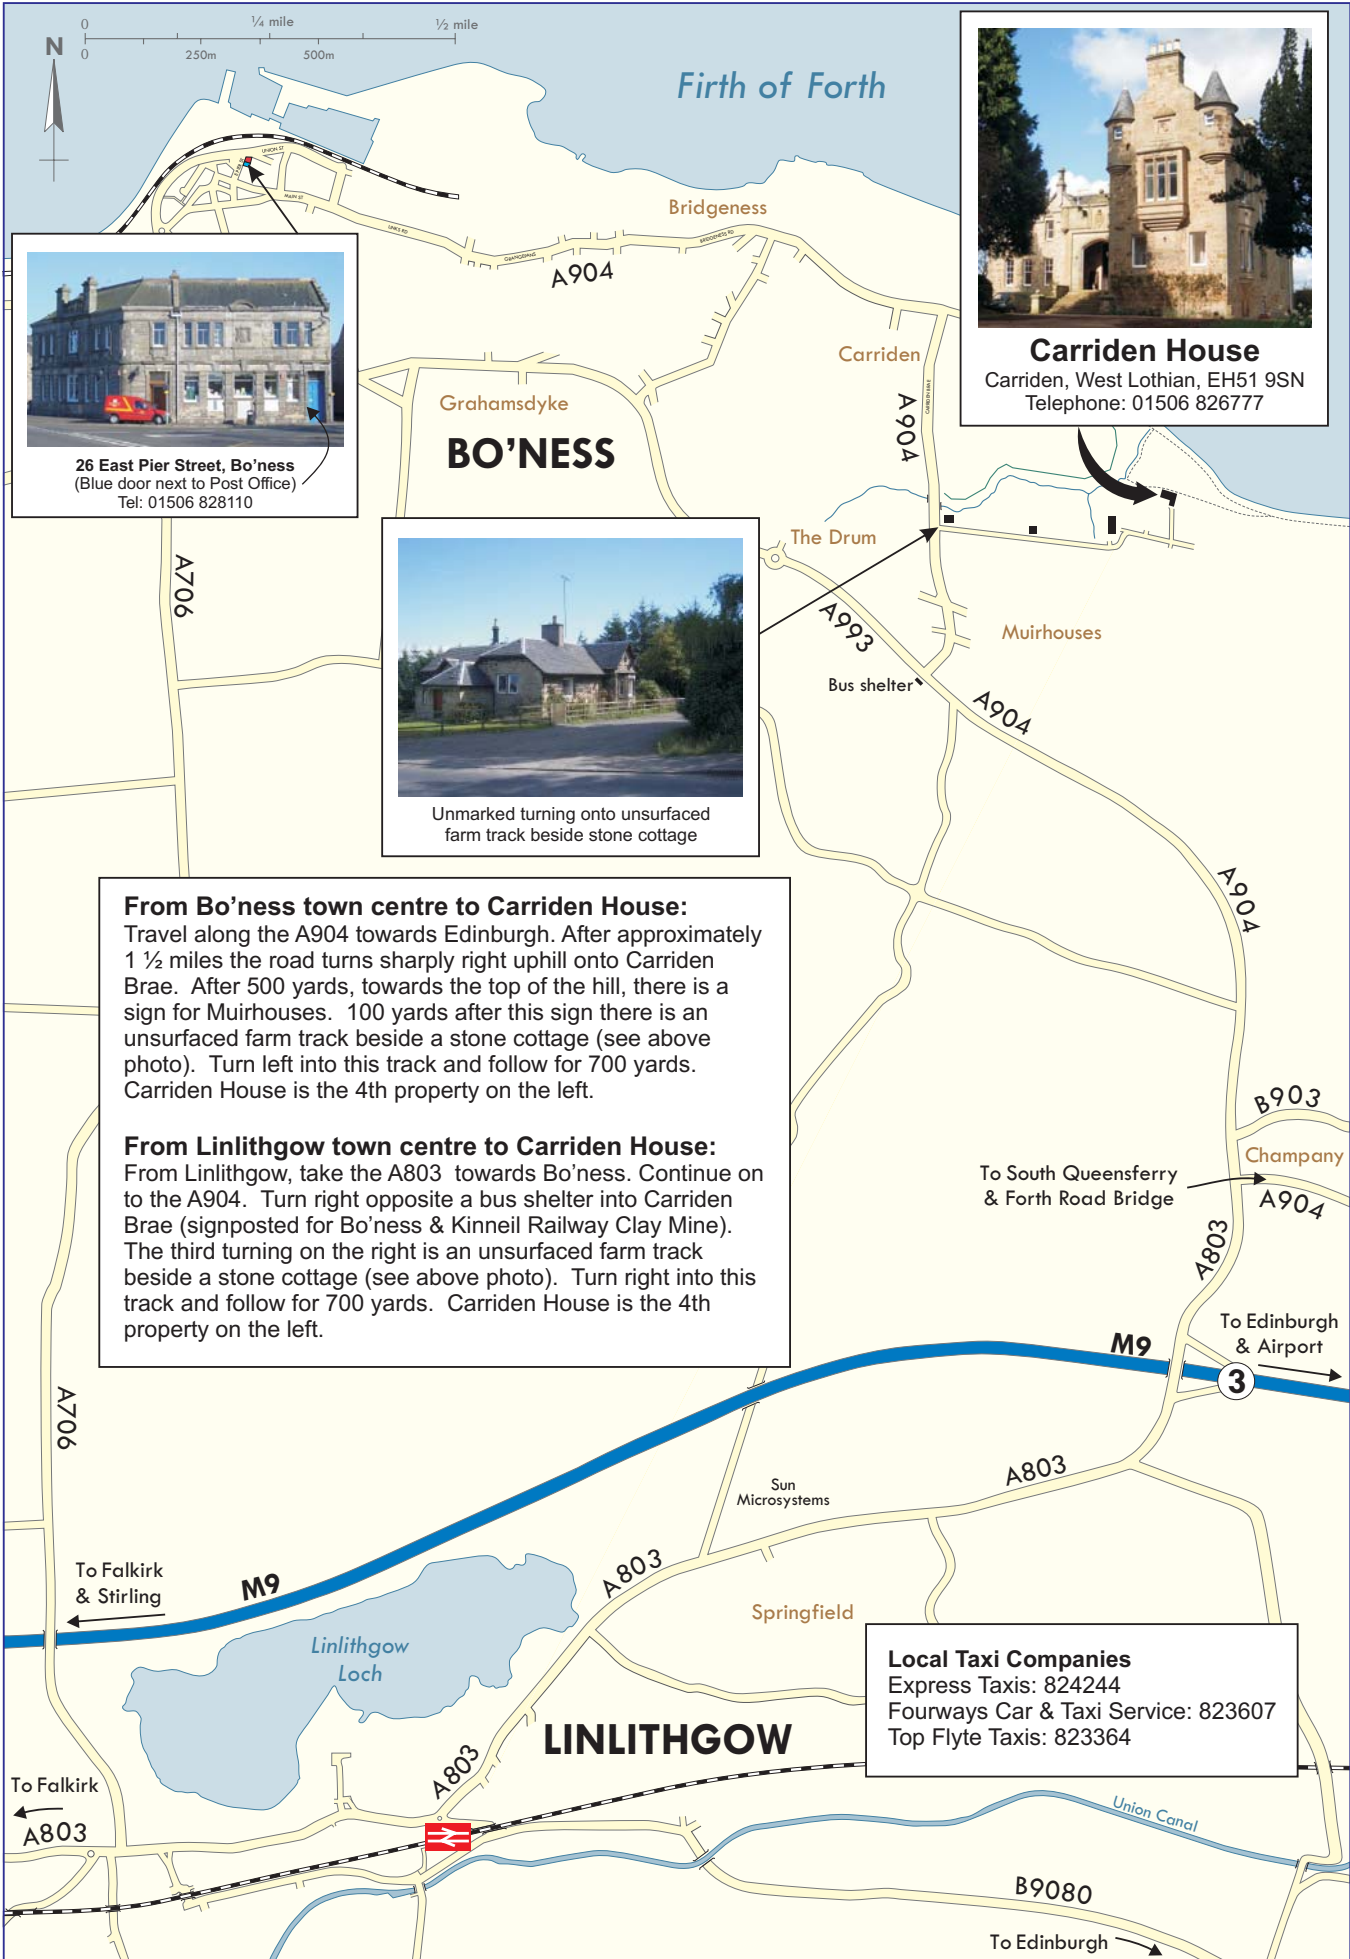 0
¼ mile
½ mile
N
0
250m
500m
Firth of Forth
UNION ST
MAIN ST
LINKS RD
GRANGEPANS
BRIDGENESS RD
Bridgeness
A904
Carriden House
Carriden, West Lothian, EH51 9SN
Telephone: 01506 826777
26 East Pier Street, Bo’ness
(Blue door next to Post Office)
Tel: 01506 828110
Carriden
CARRIDEN BRAE
A904
Grahamsdyke
BO’NESS
The Drum
A706
A993
Muirhouses
Bus shelter
A904
Unmarked turning onto unsurfaced
farm track beside stone cottage
A904
From Bo’ness town centre to Carriden House:
Travel along the A904 towards Edinburgh. After approximately
1 ½ miles the road turns sharply right uphill onto Carriden
Brae. After 500 yards, towards the top of the hill, there is a
sign for Muirhouses. 100 yards after this sign there is an
unsurfaced farm track beside a stone cottage (see above
photo). Turn left into this track and follow for 700 yards.
Carriden House is the 4th property on the left.
From Linlithgow town centre to Carriden House:
From Linlithgow, take the A803 towards Bo’ness. Continue on
to the A904. Turn right opposite a bus shelter into Carriden
Brae (signposted for Bo’ness & Kinneil Railway Clay Mine).
The third turning on the right is an unsurfaced farm track
beside a stone cottage (see above photo). Turn right into this
track and follow for 700 yards. Carriden House is the 4th
property on the left.
B903
Champany
To South Queensferry
& Forth Road Bridge
A904
A803
To Edinburgh
& Airport
M9
3
A706
A803
Sun
Microsystems
To Falkirk
& Stirling
M9
A803
Springfield
Linlithgow
Loch
Local Taxi Companies
Express Taxis: 824244
Fourways Car & Taxi Service: 823607
Top Flyte Taxis: 823364
LINLITHGOW
A803
To Falkirk
A803
Union Canal
B9080
To Edinburgh